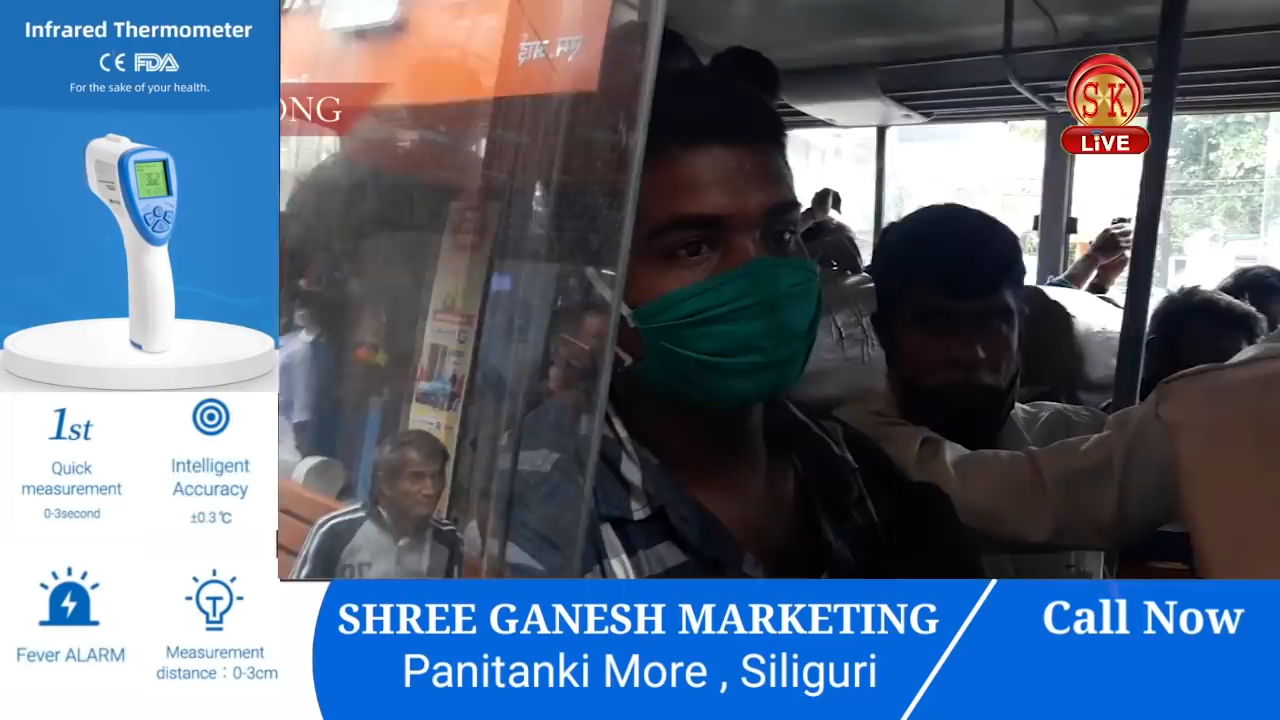 Infrared Thermometer
CE FDA
For the sake of your health.
1st
Quick
measurement
0-3second
Intelligent
Accuracy
±0.3℃
Fever ALARM
Measurement
distance：0-3cm
ONG
S K
LiVE
SHREE GANESH MARKETING
Panitanki More , Siliguri
Call Now